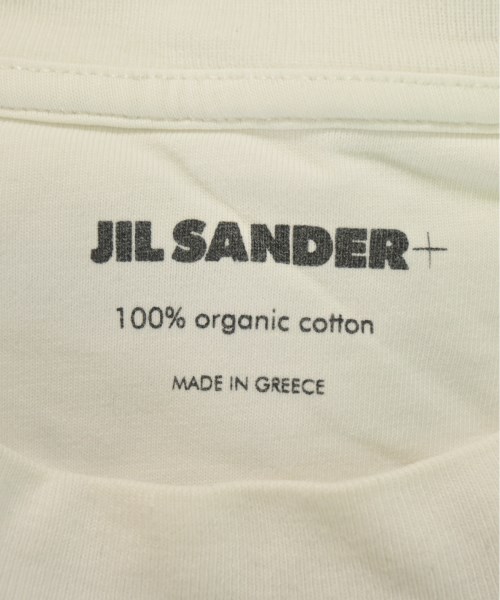 JIL SANDER+
100% organic cotton
MADE IN GREECE